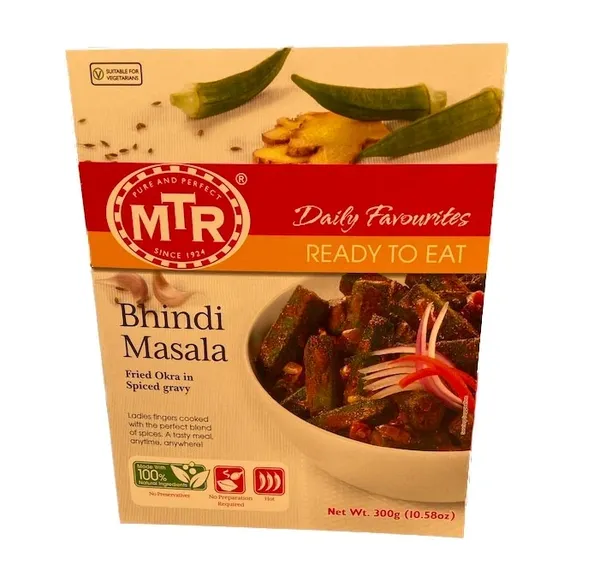 SUITABLE FOR
VEGETARIANS
PURE AND PERFECT
MTR
®
SINCE 1924
Daily Favourites
READY TO EAT
Bhindi
Masala
Fried Okra in
Spiced gravy
Ladies fingers cooked
with the perfect blend
of spices. A tasty meal,
anytime, anywhere!
Made with
100%
Natural Ingredients
No Preservatives
No Preparation
Required
Hot
Net Wt. 300g (10.58oz)